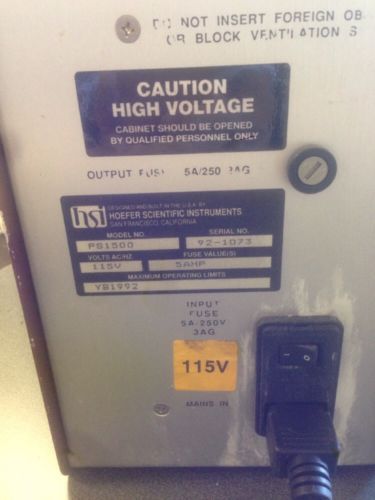 DO NOT INSERT FOREIGN OB
OR BLOCK VENTILATION S
CAUTION
HIGH VOLTAGE
CABINET SHOULD BE OPENED
BY QUALIFIED PERSONNEL ONLY
OUTPUT FUSE 5A/250 3AG
hsi
DESIGNED AND BUILT IN THE U.S.A. BY
HOEFER SCIENTIFIC INSTRUMENTS
SAN FRANCISCO, CALIFORNIA
MODEL NO. SERIAL NO.
PS1500 92-1073
VOLTS AC/HZ FUSE VALUE(S)
115V 5AMP
MAXIMUM OPERATING LIMITS
YB1992
INPUT
FUSE
5A/250V
3AG
115V
MAINS IN